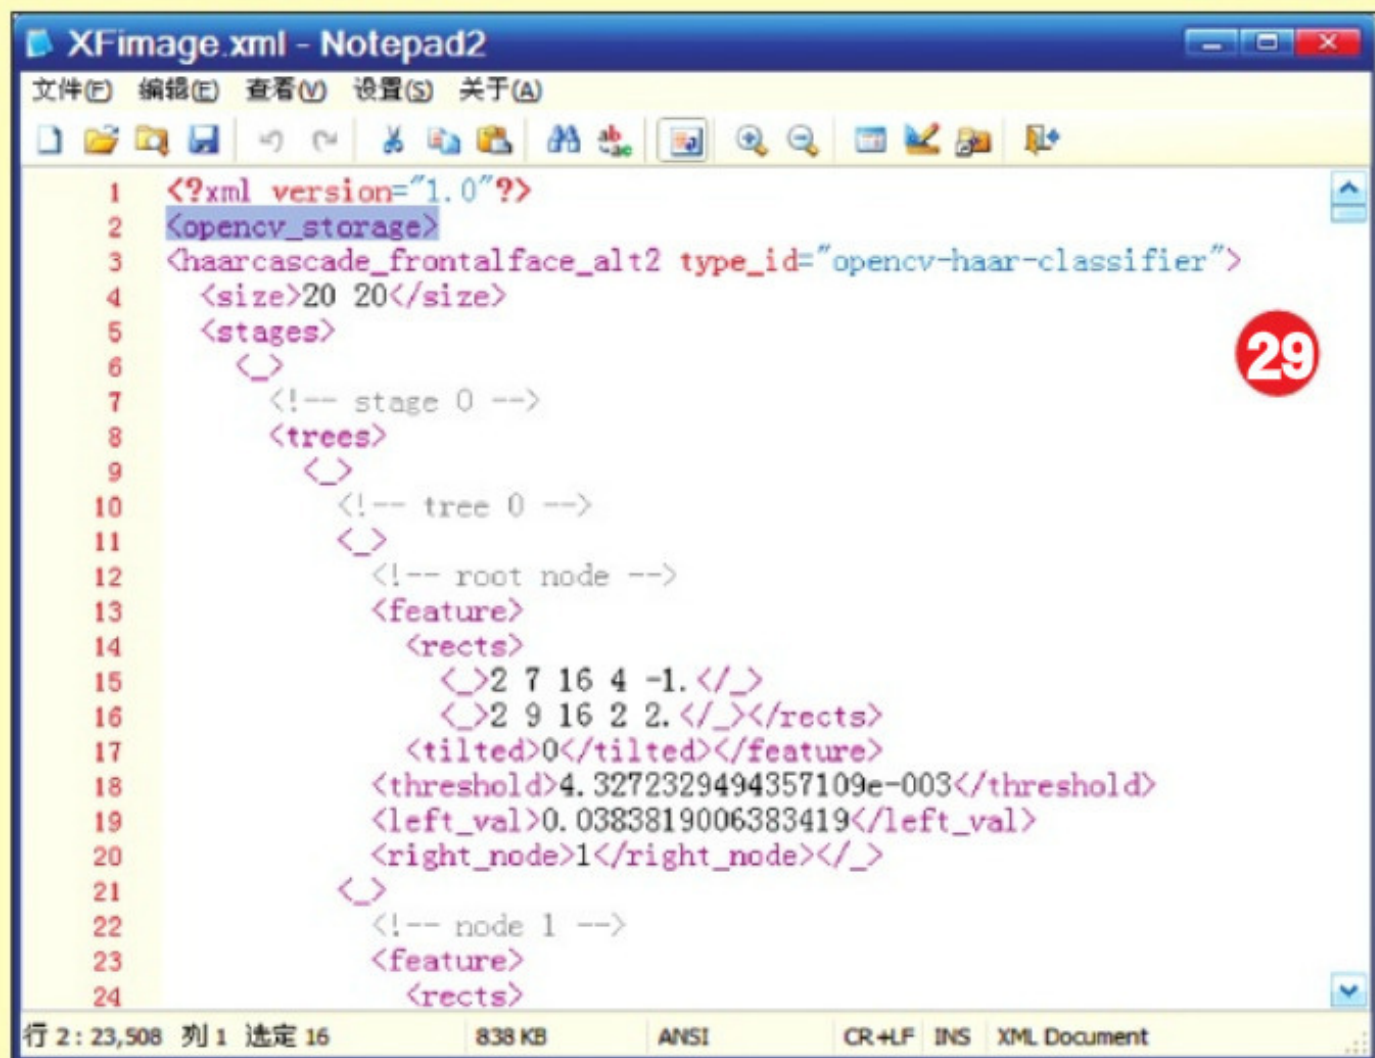 XFimage.xml - Notepad2
文件(F) 编辑(E) 查看(V) 设置(S) 关于(A)
1 <?xml version="1.0"?>
2 <opencv_storage>
3 <haarcascade_frontalface_alt2 type_id="opencv-haar-classifier">
4 <size>20 20</size>
5 <stages>
29
6 <_>
7 <!-- stage 0 -->
8 <trees>
9 <_>
10 <!-- tree 0 -->
11 <_>
12 <!-- root node -->
13 <feature>
14 <rects>
15 <_>2 7 16 4 -1.</_>
16 <_>2 9 16 2 2.</_></rects>
17 <tilted>0</tilted></feature>
18 <threshold>4.3272329494357109e-003</threshold>
19 <left_val>0.0383819006383419</left_val>
20 <right_node>1</right_node></_>
21 <_>
22 <!-- node 1 -->
23 <feature>
24 <rects>
行 2 : 23,508 列 1 选定 16 838 KB ANSI CR+LF INS XML Document